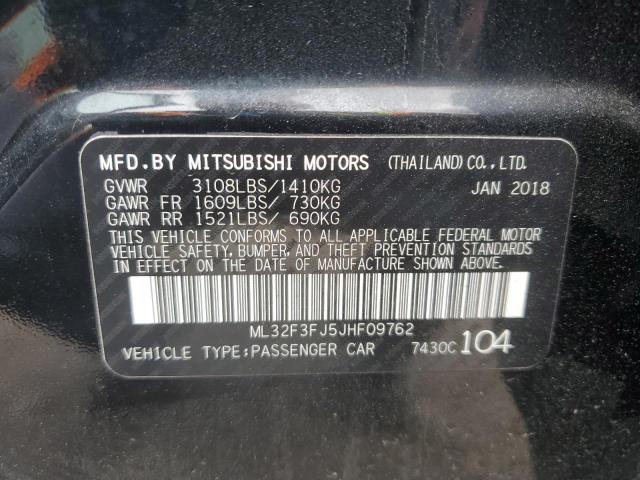 MFD.BY MITSUBISHI MOTORS (THAILAND)CO.,LTD.
GVWR 3108LBS/1410KG JAN 2018
GAWR FR 1609LBS/ 730KG
GAWR RR 1521LBS/ 690KG
THIS VEHICLE CONFORMS TO ALL APPLICABLE FEDERAL MOTOR
VEHICLE SAFETY, BUMPER, AND THEFT PREVENTION STANDARDS
IN EFFECT ON THE DATE OF MANUFACTURE SHOWN ABOVE.
ML32F3FJ5JHF09762
VEHICLE TYPE:PASSENGER CAR 7430C 104